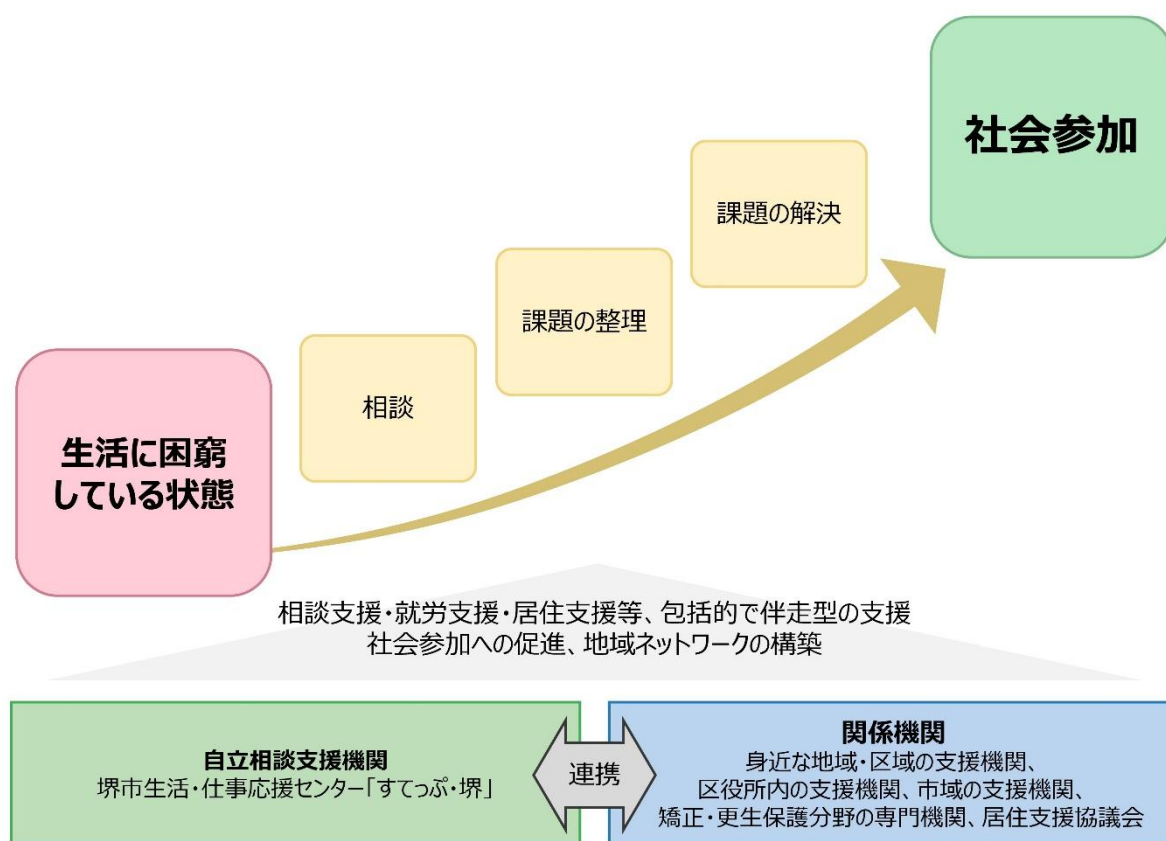 社会参加
課題の解決
課題の整理
相談
生活に困窮
している状態
相談支援・就労支援・居住支援等、包括的で伴走型の支援
社会参加への促進、地域ネットワークの構築
自立相談支援機関
堺市生活・仕事応援センター「すてっぷ・堺」
連携
関係機関
身近な地域・区域の支援機関、
区役所内の支援機関、市域の支援機関、
矯正・更生保護分野の専門機関、居住支援協議会